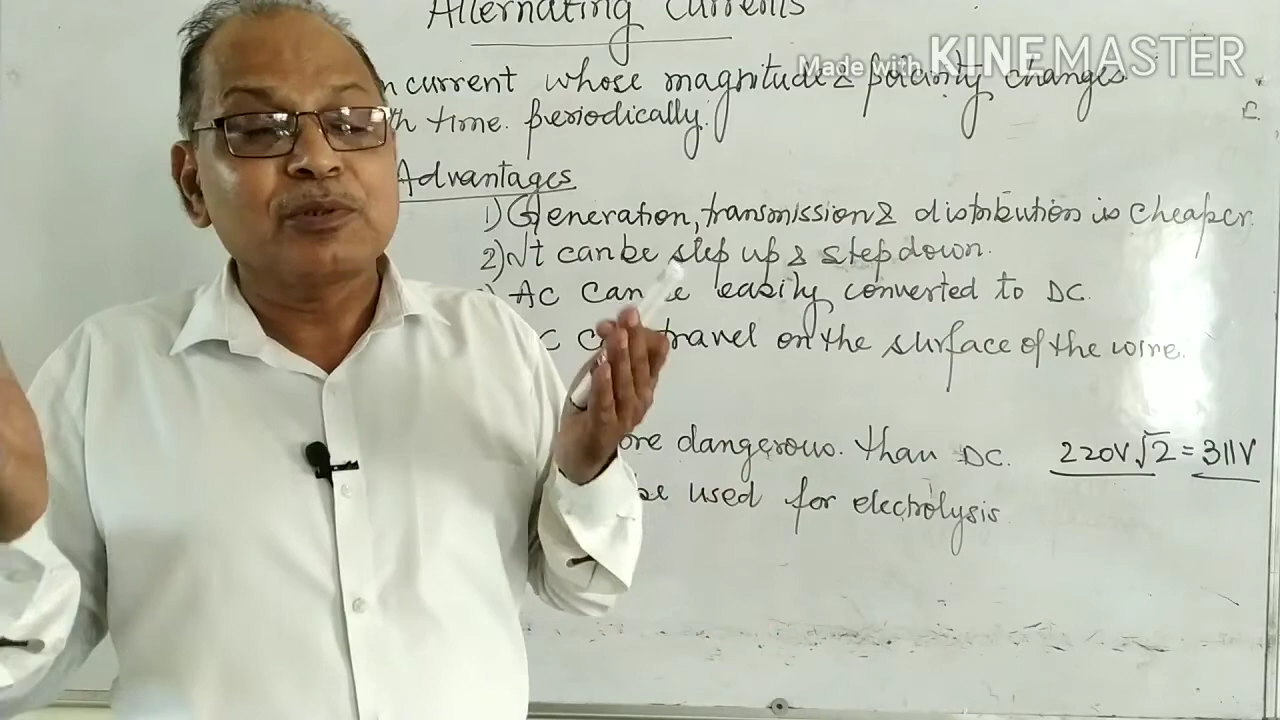 Alternating Currents
Made with KINEMASTER
current whose magnitude & polarity changes
time. periodically.
Advantages
1) Generation, transmission & distribution is cheaper
2) It can be step up & step down.
AC can easily converted to DC.
travel on the surface of the wire.
dangerous. than DC. 220V√2 = 311V
used for electrolysis